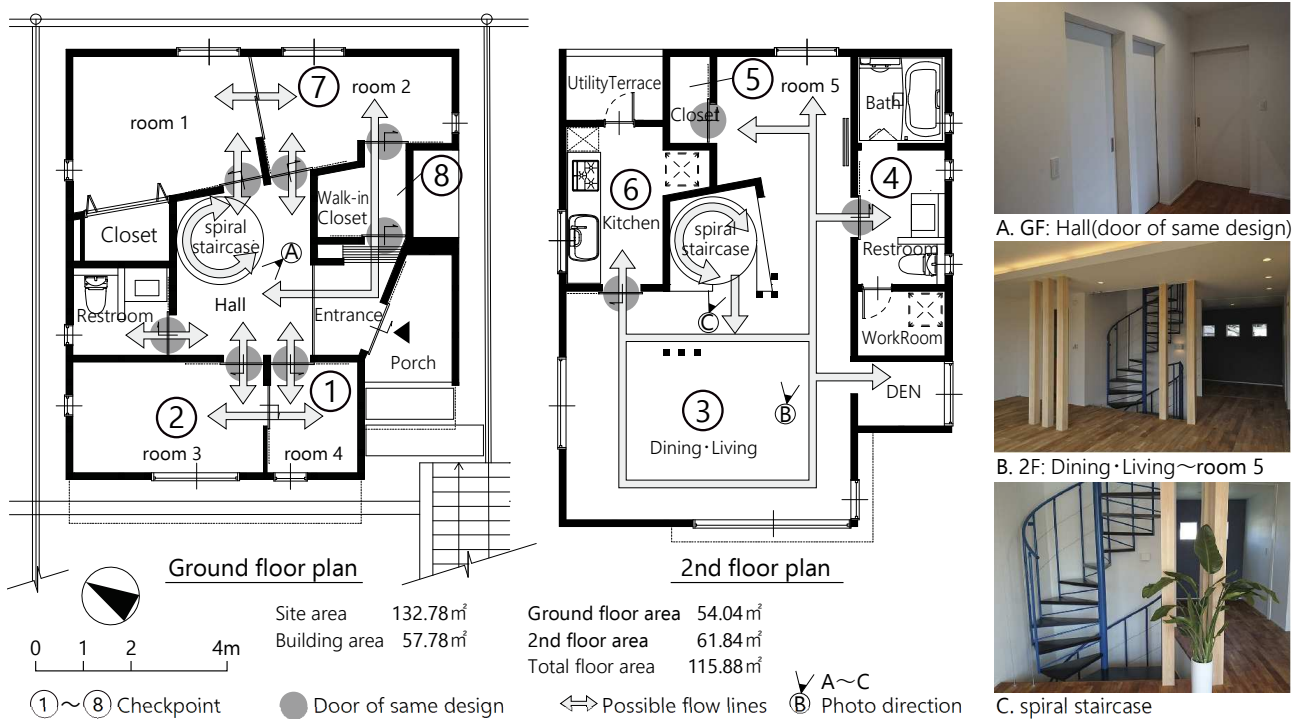 room 1
⑦
room 2
Closet
spiral
staircase
Walk-in
Closet
⑧
A
Restroom
Hall
Entrance
Porch
②
room 3
①
room 4
Ground floor plan
UtilityTerrace
Closet
⑤
room 5
Bath
⑥
Kitchen
spiral
staircase
④
Restroom
C
WorkRoom
③
B
DEN
Dining･Living
2nd floor plan
Site area 132.78㎡
Building area 57.78㎡
Ground floor area 54.04㎡
2nd floor area 61.84㎡
Total floor area 115.88㎡
0 1 2 4m
①～⑧ Checkpoint
Door of same design
Possible flow lines
B
A～C
Photo direction
A. GF: Hall(door of same design)
B. 2F: Dining･Living～room 5
C. spiral staircase